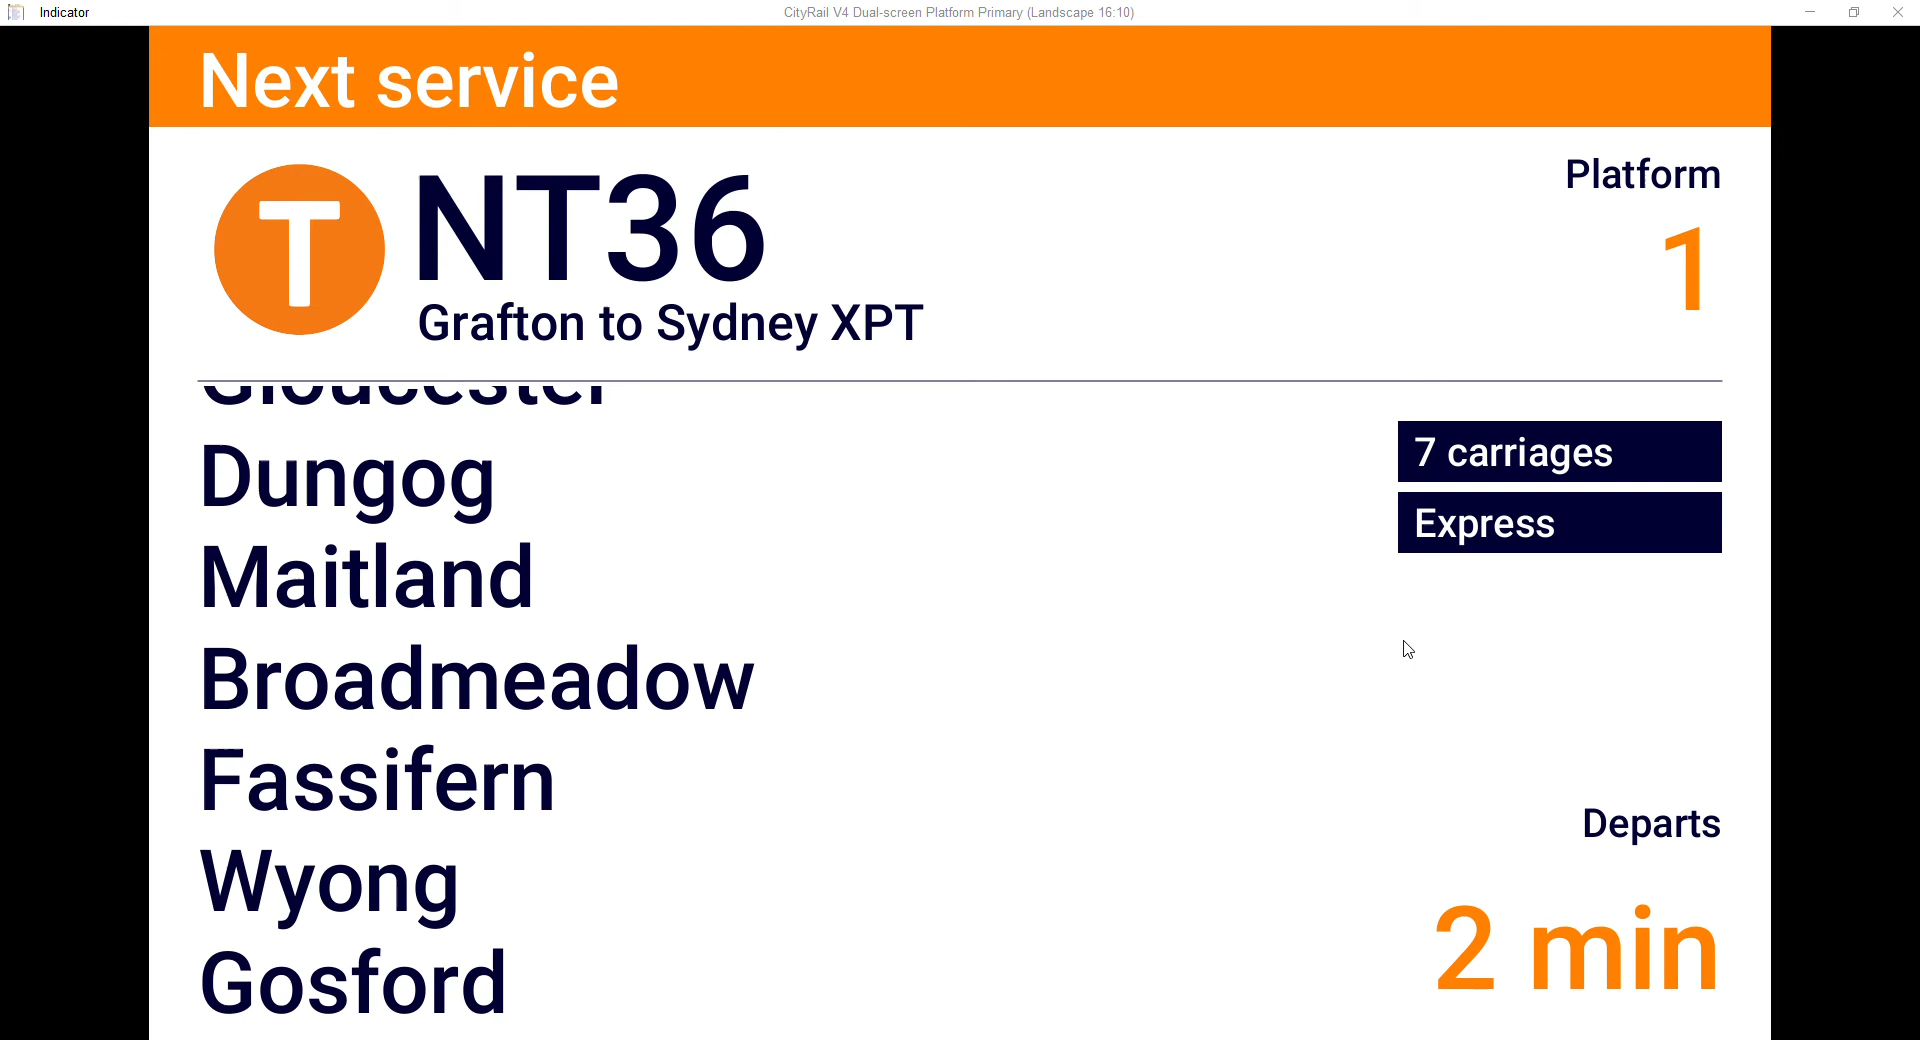 Indicator
CityRail V4 Dual-screen Platform Primary (Landscape 16:10)
Next service
T
NT36
Grafton to Sydney XPT
Platform
1
Gloucester
Dungog
Maitland
Broadmeadow
Fassifern
Wyong
Gosford
7 carriages
Express
Departs
2 min